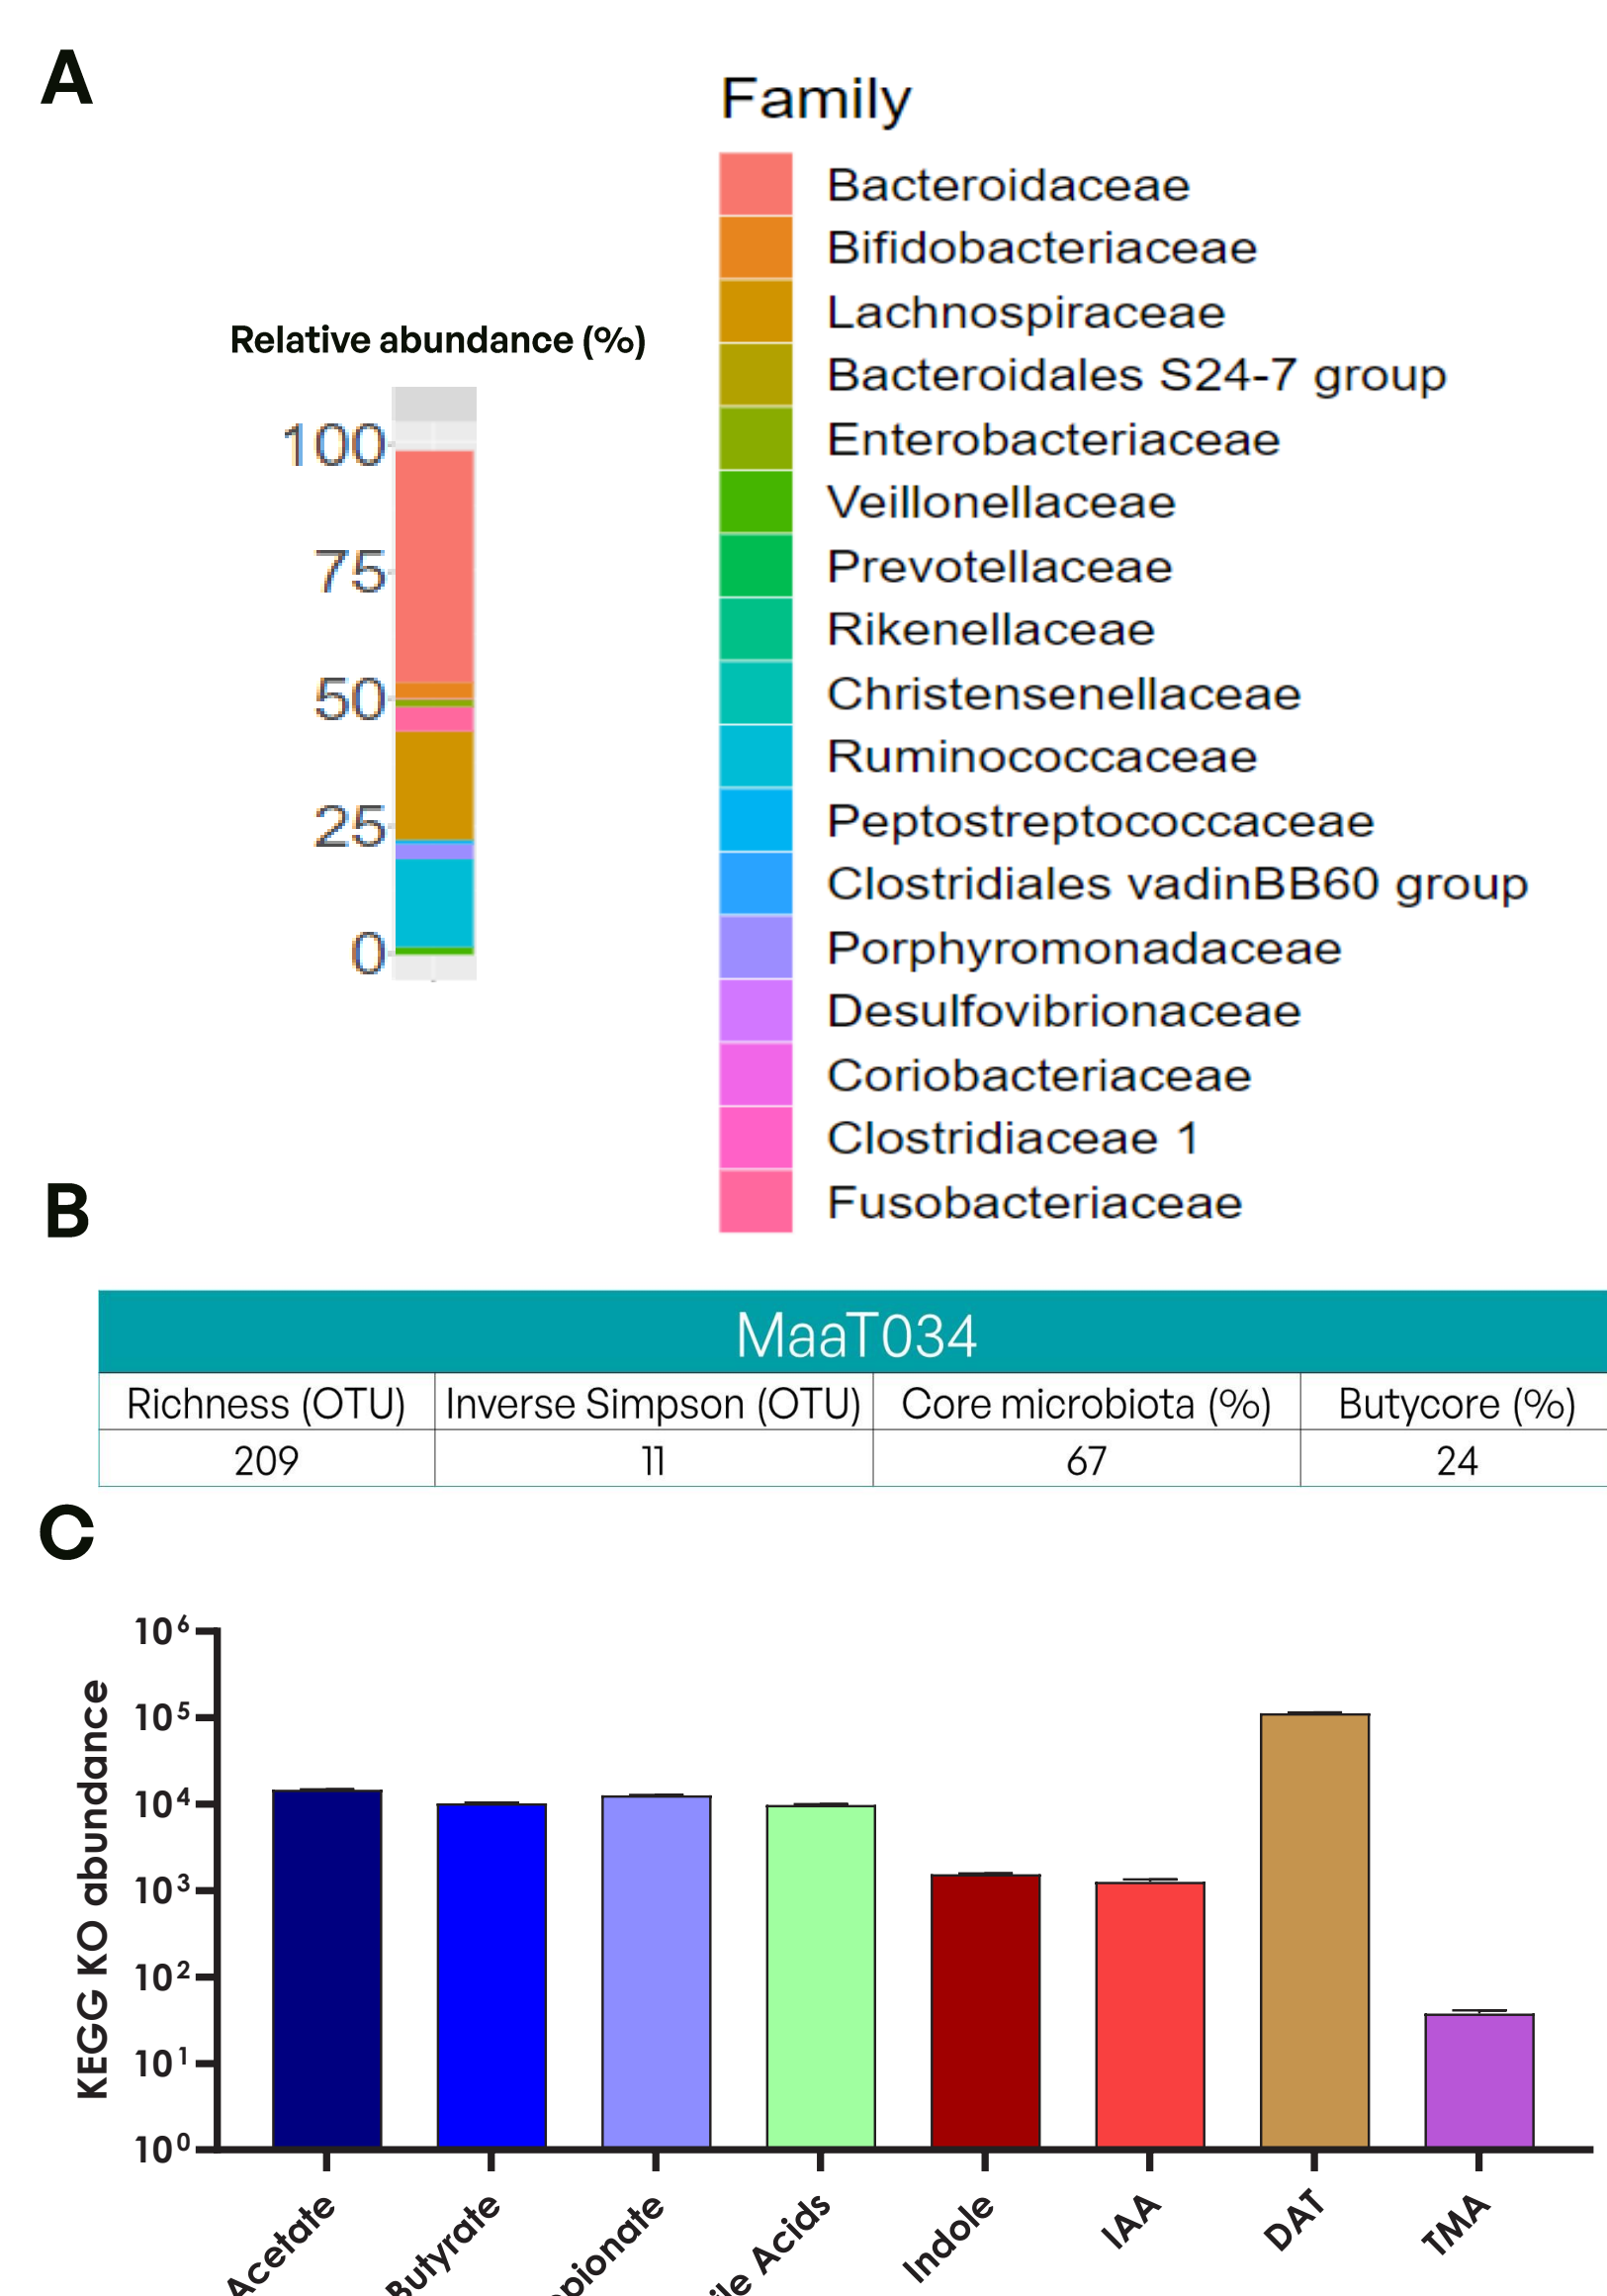 A
Family
Bacteroidaceae
Bifidobacteriaceae
Lachnospiraceae
Relative abundance (%)
Bacteroidales S24-7 group
Enterobacteriaceae
100
Veillonellaceae
75
Prevotellaceae
Rikenellaceae
50
Christensenellaceae
Ruminococcaceae
25
Peptostreptococcaceae
Clostridiales vadinBB60 group
0
Porphyromonadaceae
Desulfovibrionaceae
Coriobacteriaceae
Clostridiaceae 1
Fusobacteriaceae
B
MaaT034
Richness (OTU) Inverse Simpson (OTU) Core microbiota (%) Butycore (%)
209 11 67 24
C
KEGG KO abundance
10⁶
10⁵
10⁴
10³
10²
10¹
10⁰
Acetate Butyrate opionate ile Acids Indole IAA DAT TMA